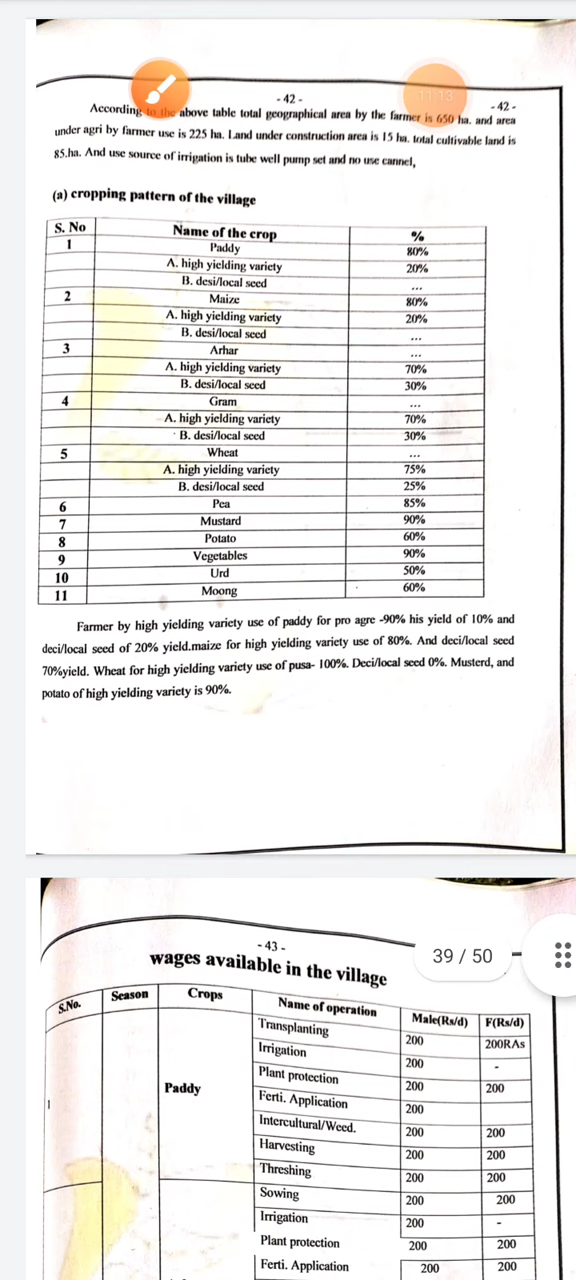 - 42 -
11-13
- 42 -
According to the above table total geographical area by the farmer is 650 ha. and area
under agri by farmer use is 225 ha. Land under construction area is 15 ha. total cultivable land is
85.ha. And use source of irrigation is tube well pump set and no use cannel,
(a) cropping pattern of the village
S. No Name of the crop %
1 Paddy 80%
A. high yielding variety 20%
B. desi/local seed ...
2 Maize 80%
A. high yielding variety 20%
B. desi/local seed ...
3 Arhar ...
A. high yielding variety 70%
B. desi/local seed 30%
4 Gram ...
A. high yielding variety 70%
B. desi/local seed 30%
5 Wheat ...
A. high yielding variety 75%
B. desi/local seed 25%
6 Pea 85%
7 Mustard 90%
8 Potato 60%
9 Vegetables 90%
10 Urd 50%
11 Moong 60%
Farmer by high yielding variety use of paddy for pro agre -90% his yield of 10% and
deci/local seed of 20% yield.maize for high yielding variety use of 80%. And deci/local seed
70%yield. Wheat for high yielding variety use of pusa- 100%. Deci/local seed 0%. Musterd, and
potato of high yielding variety is 90%.
- 43 -
39 / 50
wages available in the village
S.No. Season Crops Name of operation Male(Rs/d) F(Rs/d)
1 Paddy Transplanting 200 200RAs
Irrigation 200 -
Plant protection 200 200
Ferti. Application 200
Intercultural/Weed. 200 200
Harvesting 200 200
Threshing 200 200
Sowing 200 200
Irrigation 200 -
Plant protection 200 200
Ferti. Application 200 200